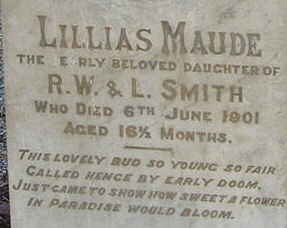 LILLIAS MAUDE
THE DEARLY BELOVED DAUGHTER OF
R.W. & L. SMITH
WHO DIED 6TH JUNE 1901
AGED 16½ MONTHS.
THIS LOVELY BUD SO YOUNG SO FAIR
CALLED HENCE BY EARLY DOOM,
JUST CAME TO SHOW HOW SWEET A FLOWER
IN PARADISE WOULD BLOOM.